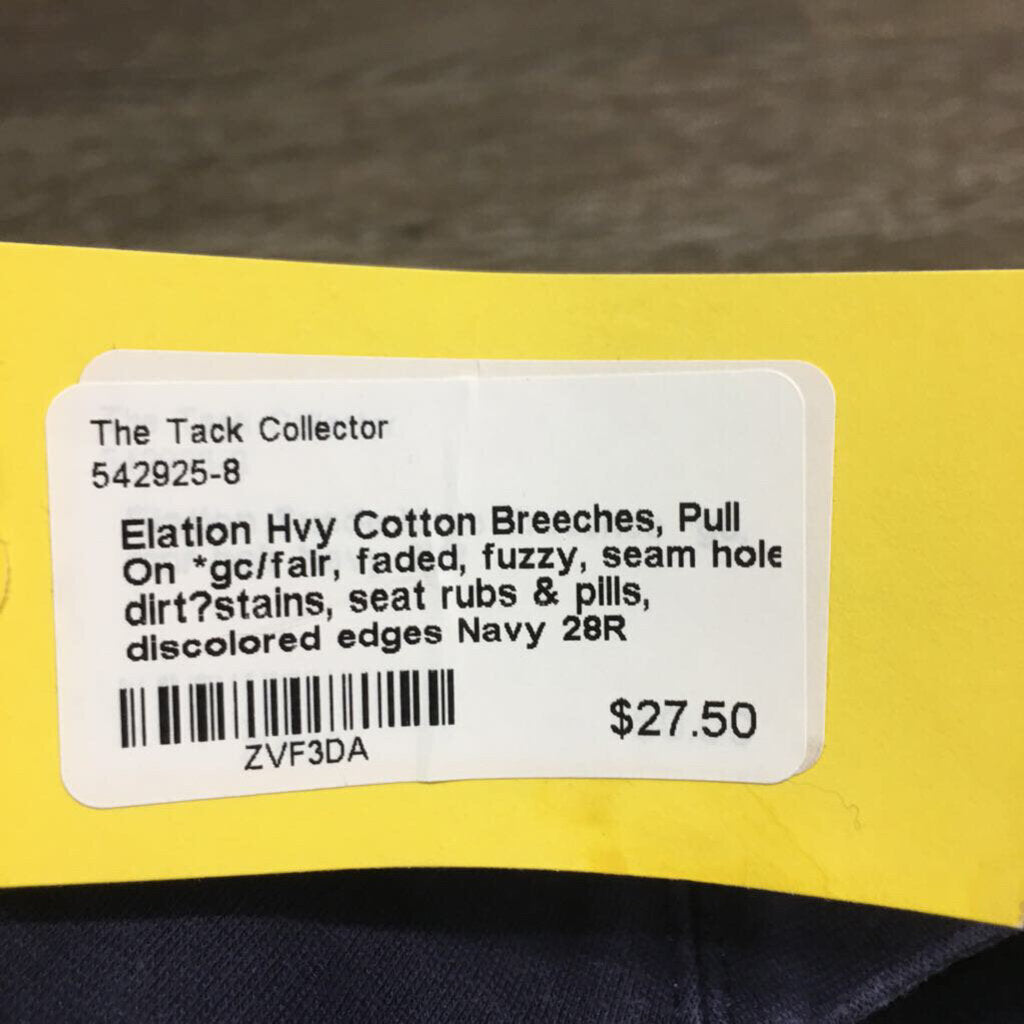 The Tack Collector
542925-8
Elation Hvy Cotton Breeches, Pull
On *gc/fair, faded, fuzzy, seam hole
dirt?stains, seat rubs & pills,
discolored edges Navy 28R
ZVF3DA
$27.50